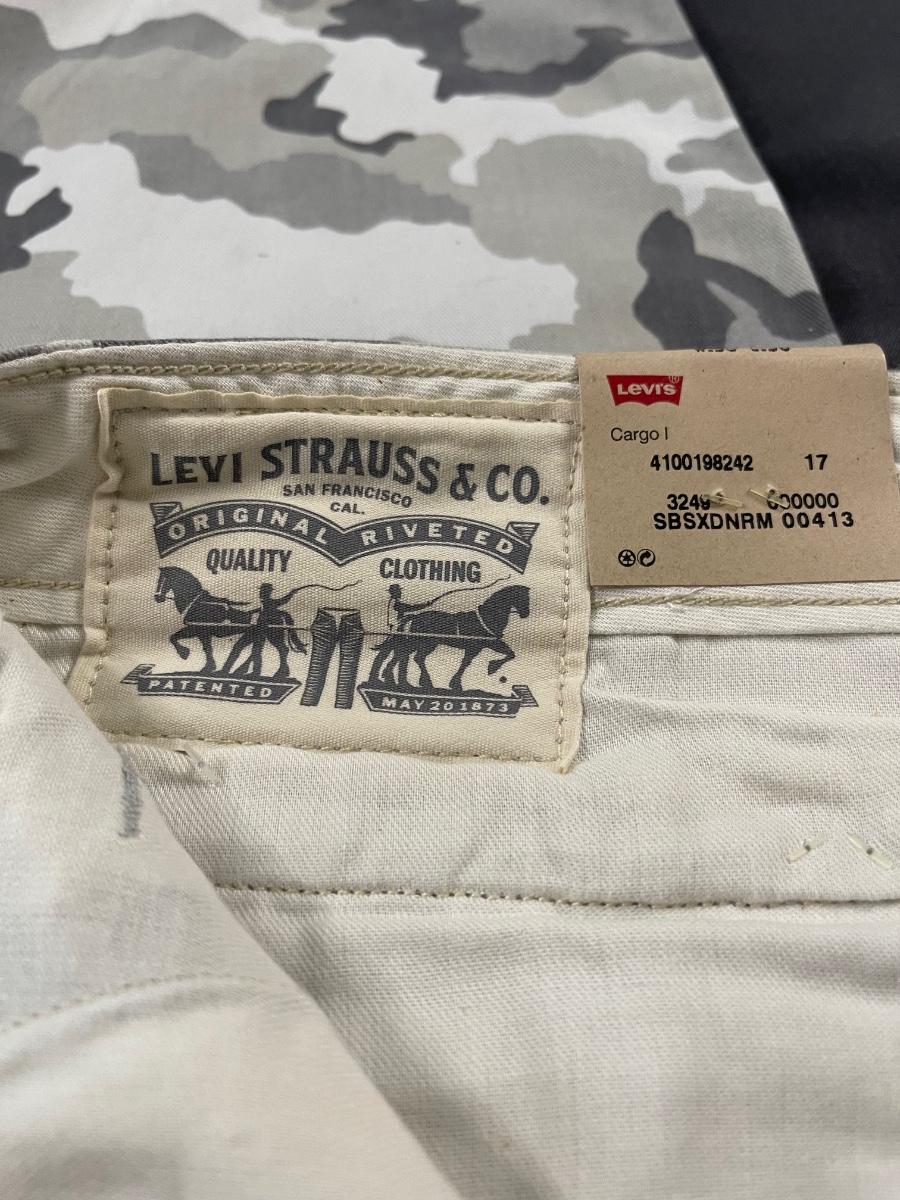 LEVI STRAUSS & CO.
SAN FRANCISCO
CAL.
ORIGINAL RIVETED
QUALITY CLOTHING
PATENTED MAY 20 1873
LEVI'S®
Cargo I
4100198242 17
SBSXDNRM 00413